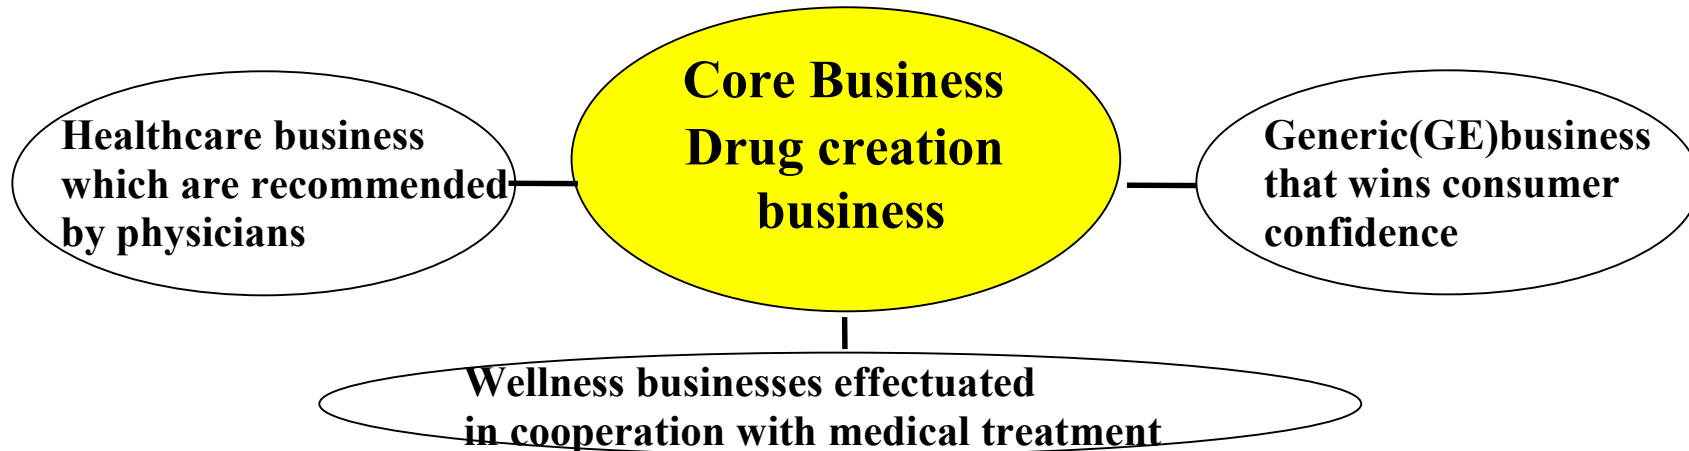 Core Business
Drug creation
business
Healthcare business
which are recommended
by physicians
Generic(GE)business
that wins consumer
confidence
Wellness businesses effectuated
in cooperation with medical treatment